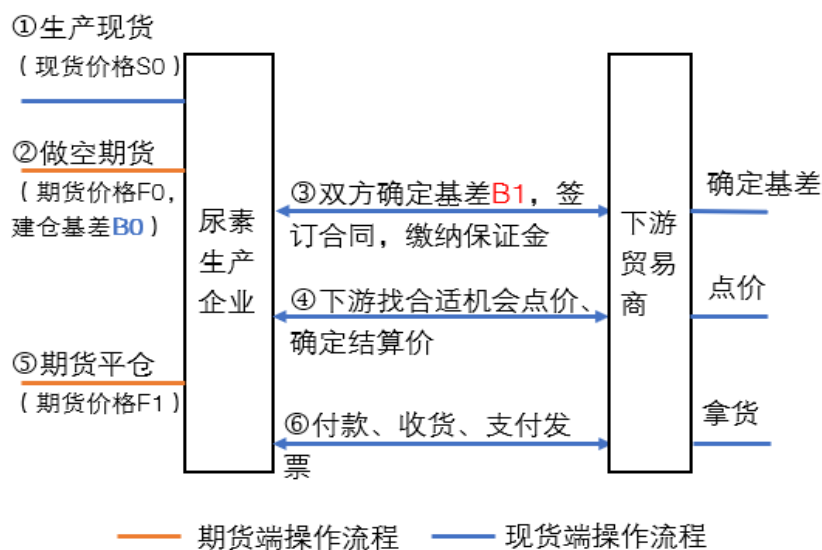 ①生产现货
（现货价格S0）
②做空期货
（期货价格F0，
建仓基差B0）
⑤期货平仓
（期货价格F1）
尿素
生产
企业
③双方确定基差B1，签
订合同，缴纳保证金
④下游找合适机会点价、
确定结算价
⑥付款、收货、支付发
票
下游
贸易
商
确定基差
点价
拿货
期货端操作流程
现货端操作流程